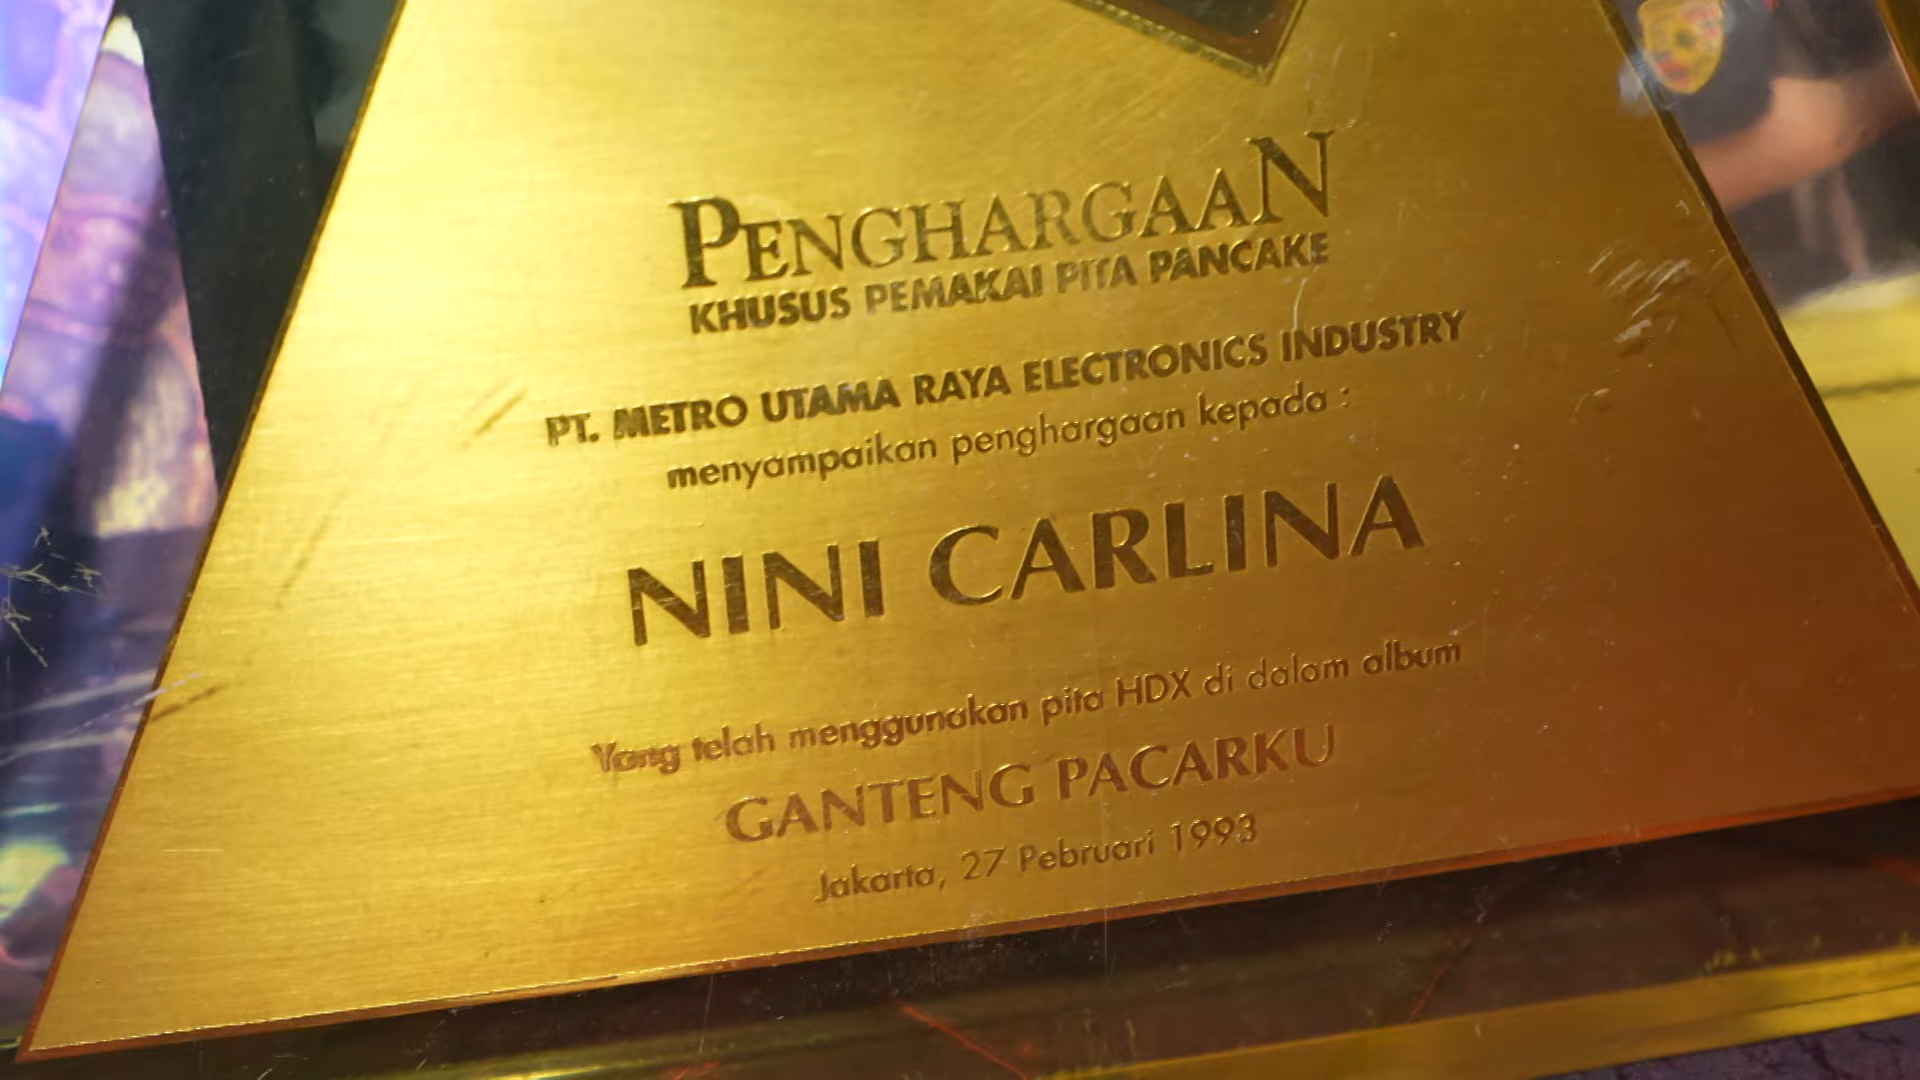 PENGHARGAAN
KHUSUS PEMAKAI PITA PANCAKE
PT. METRO UTAMA RAYA ELECTRONICS INDUSTRY
menyampaikan penghargaan kepada :
NINI CARLINA
Yang telah menggunakan pita HDX di dalam album
GANTENG PACARKU
Jakarta, 27 Pebruari 1993